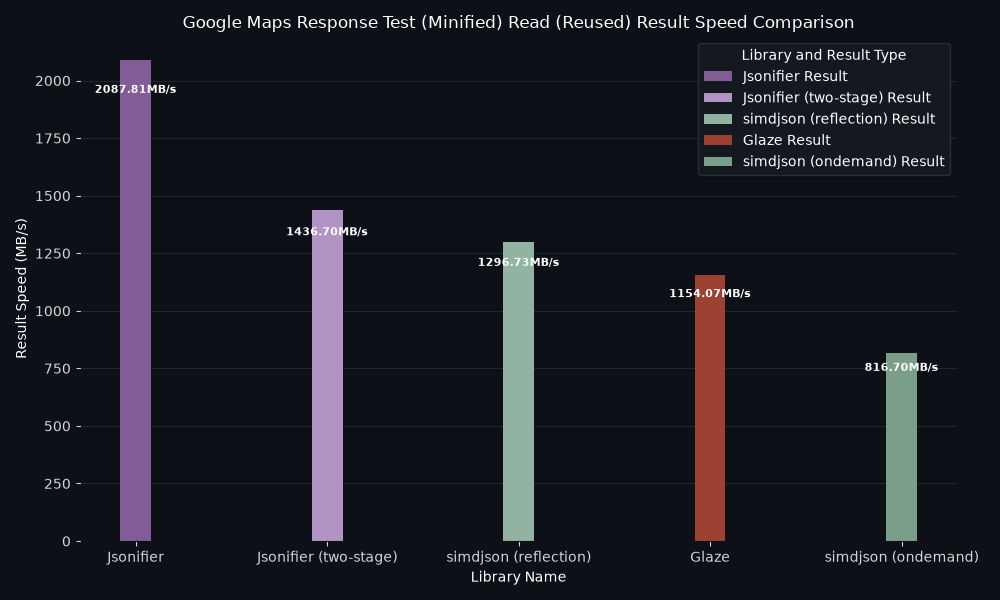 Google Maps Response Test (Minified) Read (Reused) Result Speed Comparison
Library and Result Type
Jsonifier Result
Jsonifier (two-stage) Result
simdjson (reflection) Result
Glaze Result
simdjson (ondemand) Result
Result Speed (MB/s)
2000
1750
1500
1250
1000
750
500
250
0
2087.81MB/s
1436.70MB/s
1296.73MB/s
1154.07MB/s
816.70MB/s
Jsonifier
Jsonifier (two-stage)
simdjson (reflection)
Glaze
simdjson (ondemand)
Library Name